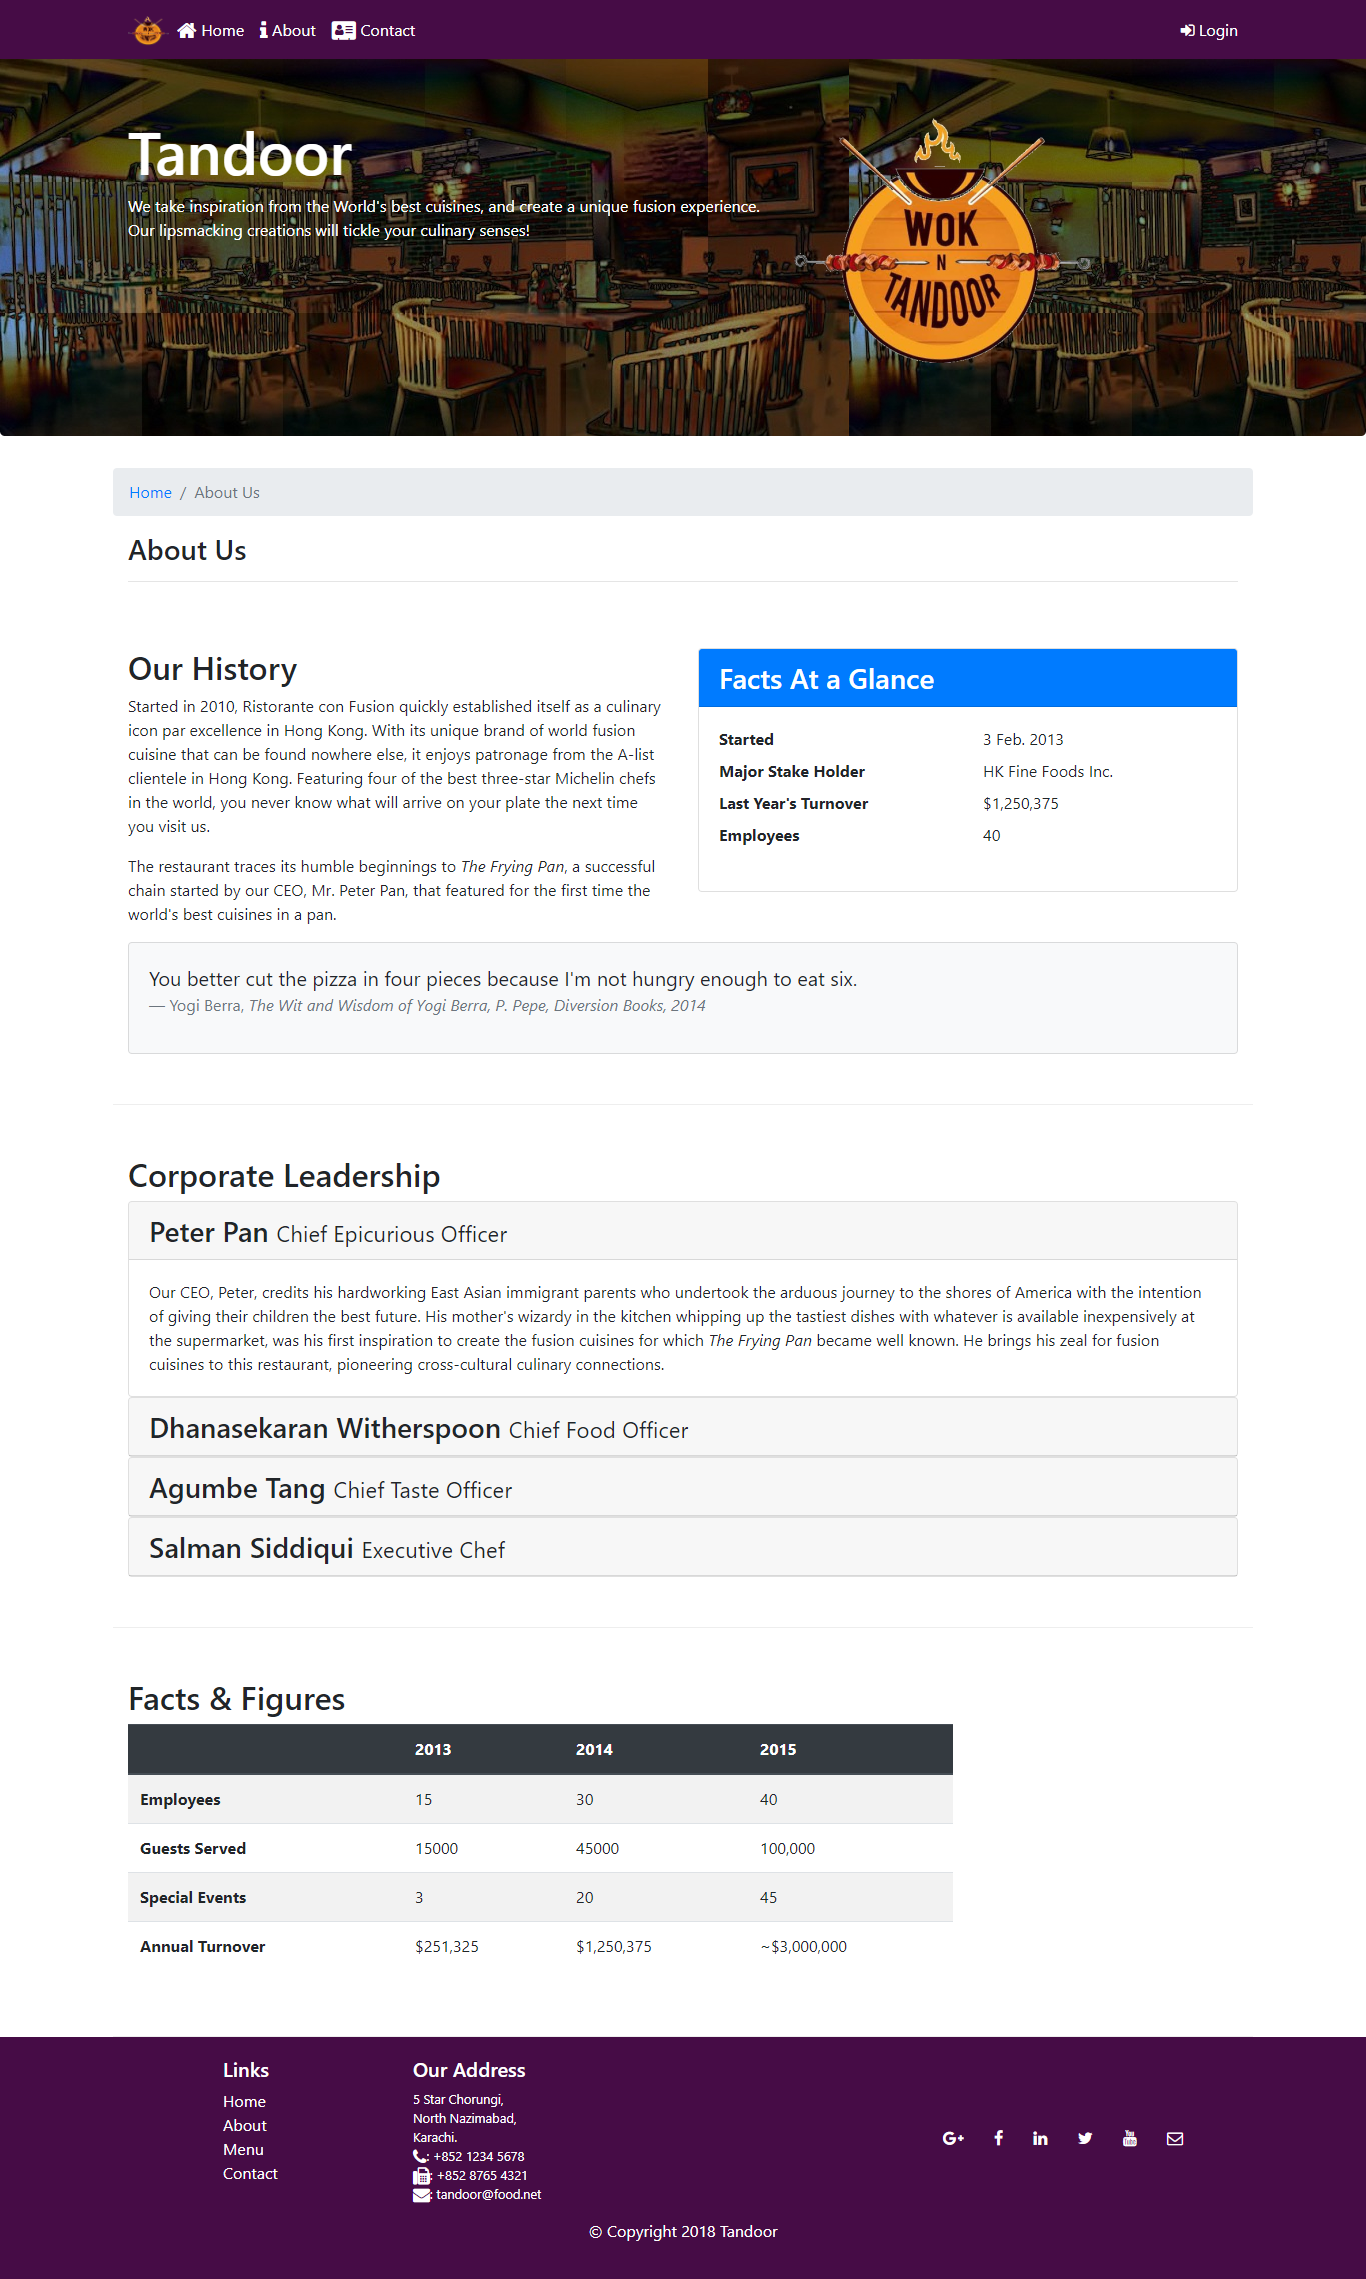 Home About Contact Login
Tandoor
We take inspiration from the World's best cuisines, and create a unique fusion experience.
Our lipsmacking creations will tickle your culinary senses!
WOK
N
TANDOOR
Home / About Us
About Us
Our History
Started in 2010, Ristorante con Fusion quickly established itself as a culinary
icon par excellence in Hong Kong. With its unique brand of world fusion
cuisine that can be found nowhere else, it enjoys patronage from the A-list
clientele in Hong Kong. Featuring four of the best three-star Michelin chefs
in the world, you never know what will arrive on your plate the next time
you visit us.
The restaurant traces its humble beginnings to The Frying Pan, a successful
chain started by our CEO, Mr. Peter Pan, that featured for the first time the
world's best cuisines in a pan.
Facts At a Glance
Started 3 Feb. 2013
Major Stake Holder HK Fine Foods Inc.
Last Year's Turnover $1,250,375
Employees 40
You better cut the pizza in four pieces because I'm not hungry enough to eat six.
— Yogi Berra, The Wit and Wisdom of Yogi Berra, P. Pepe, Diversion Books, 2014
Corporate Leadership
Peter Pan Chief Epicurious Officer
Our CEO, Peter, credits his hardworking East Asian immigrant parents who undertook the arduous journey to the shores of America with the intention
of giving their children the best future. His mother's wizardy in the kitchen whipping up the tastiest dishes with whatever is available inexpensively at
the supermarket, was his first inspiration to create the fusion cuisines for which The Frying Pan became well known. He brings his zeal for fusion
cuisines to this restaurant, pioneering cross-cultural culinary connections.
Dhanasekaran Witherspoon Chief Food Officer
Agumbe Tang Chief Taste Officer
Salman Siddiqui Executive Chef
Facts & Figures
2013 2014 2015
Employees 15 30 40
Guests Served 15000 45000 100,000
Special Events 3 20 45
Annual Turnover $251,325 $1,250,375 ~$3,000,000
Links
Home
About
Menu
Contact
Our Address
5 Star Chorungi,
North Nazimabad,
Karachi.
: +852 1234 5678
: +852 8765 4321
: tandoor@food.net
© Copyright 2018 Tandoor